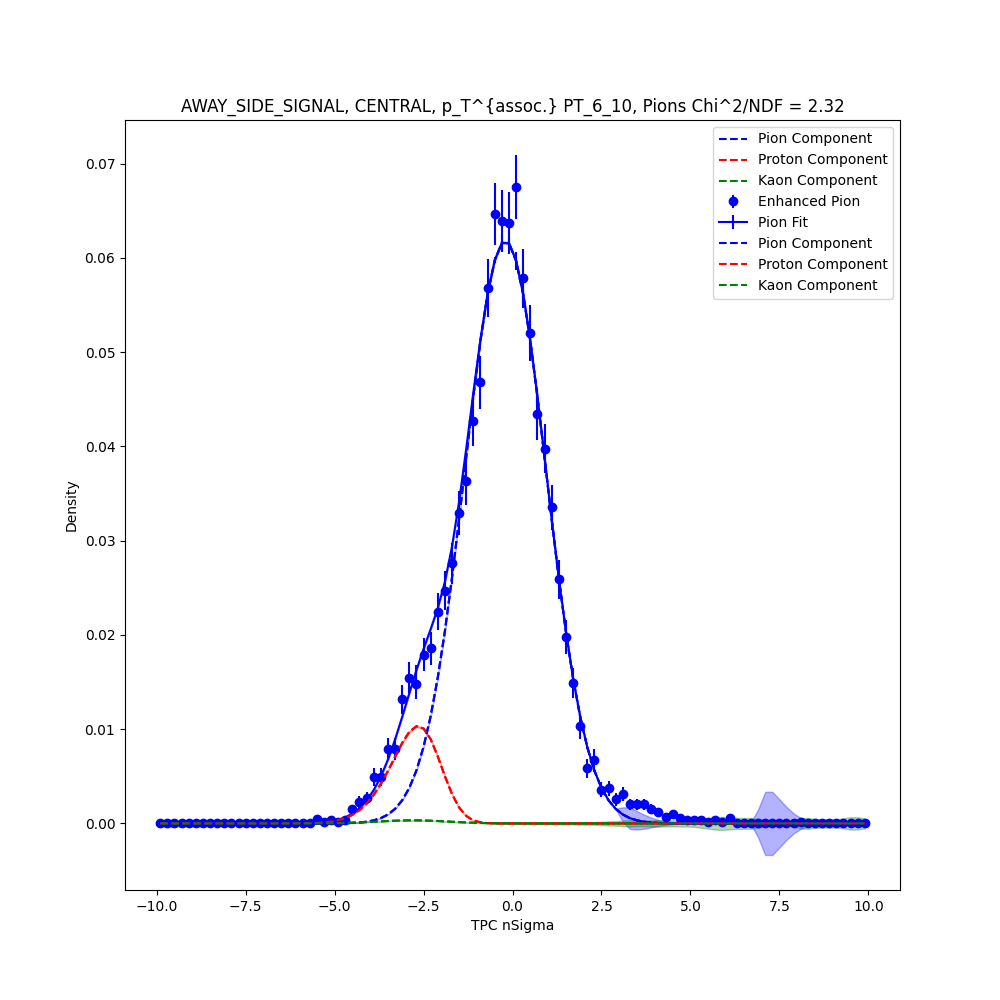 AWAY_SIDE_SIGNAL, CENTRAL, p_T^{assoc.} PT_6_10, Pions Chi^2/NDF = 2.32
Pion Component
Proton Component
Kaon Component
Enhanced Pion
Pion Fit
Pion Component
Proton Component
Kaon Component
0.07
0.06
0.05
0.04
0.03
0.02
0.01
0.00
Density
−10.0
−7.5
−5.0
−2.5
0.0
2.5
5.0
7.5
10.0
TPC nSigma